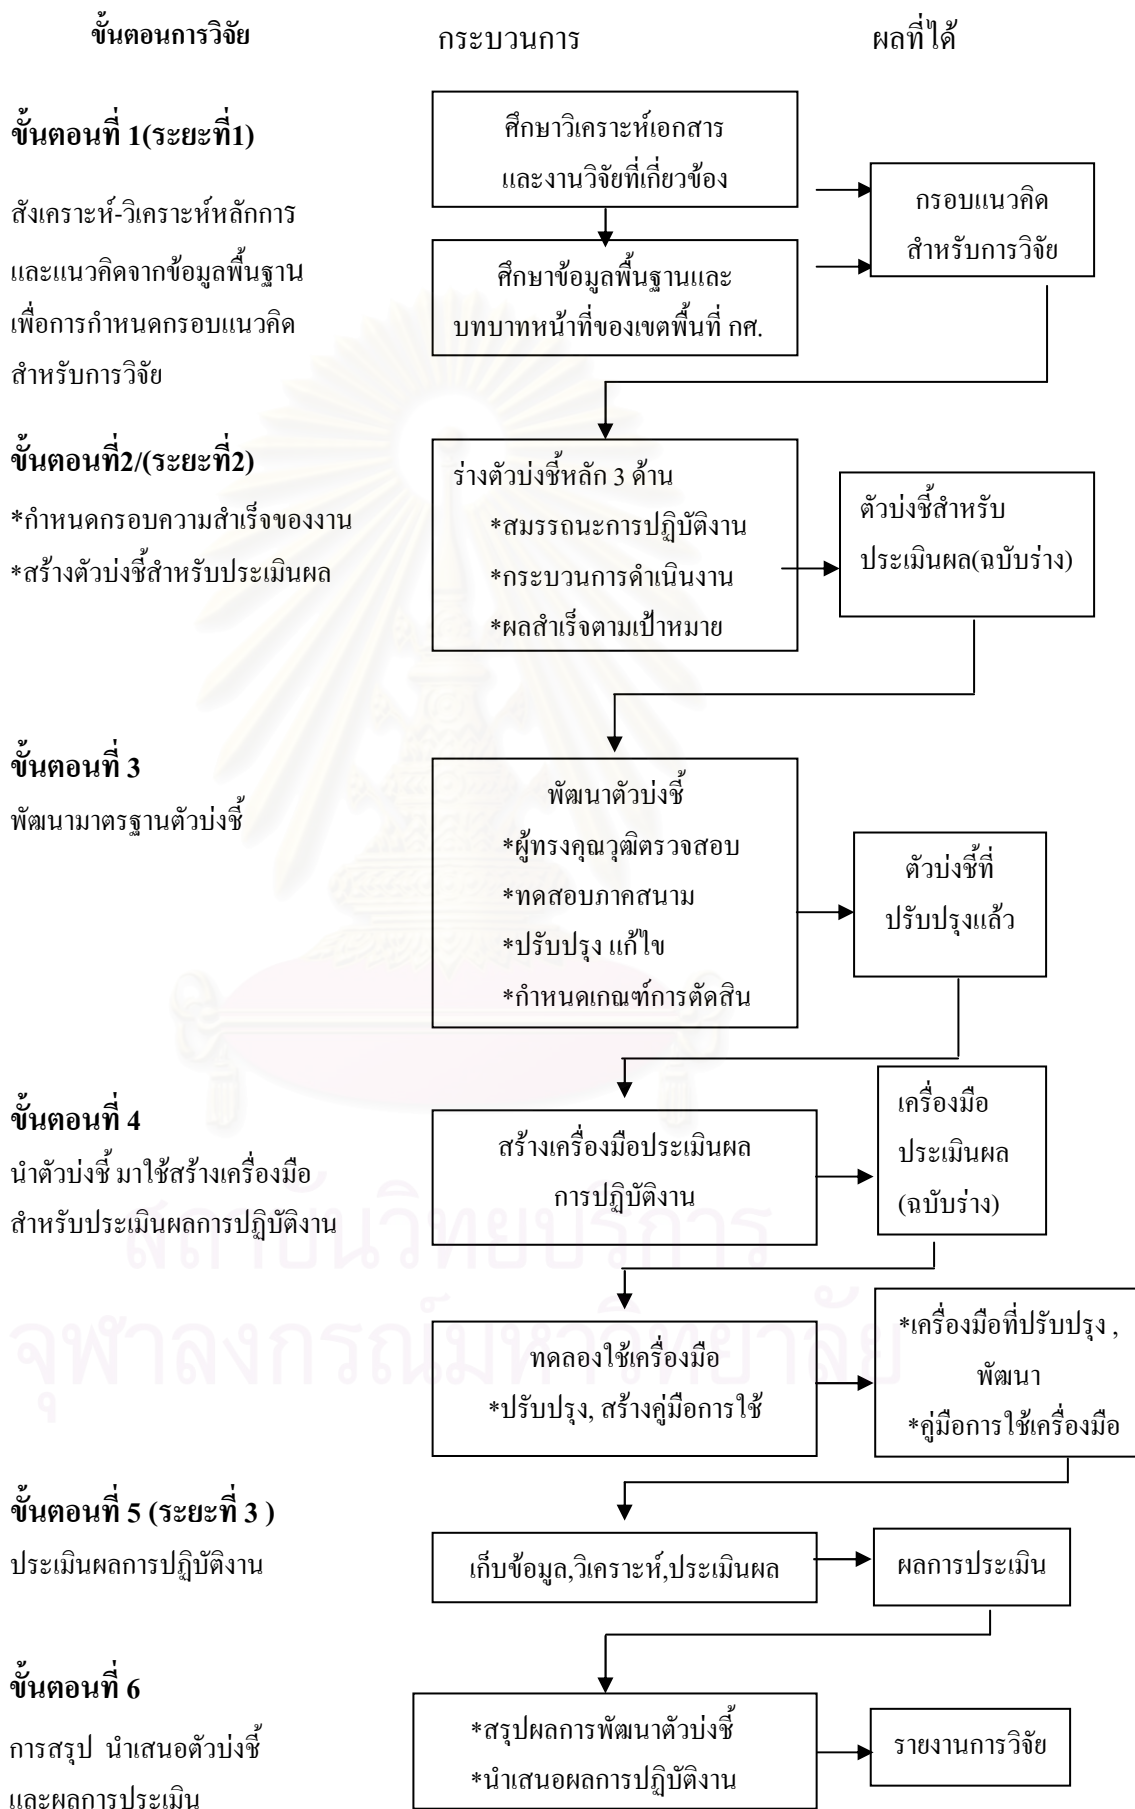 ขั้นตอนการวิจัย
กระบวนการ
ผลที่ได้
ขั้นตอนที่ 1(ระยะที่1)
สังเคราะห์-วิเคราะห์หลักการ
และแนวคิดจากข้อมูลพื้นฐาน
เพื่อการกำหนดกรอบแนวคิด
สำหรับการวิจัย
ศึกษาวิเคราะห์เอกสาร
และงานวิจัยที่เกี่ยวข้อง
ศึกษาข้อมูลพื้นฐานและ
บทบาทหน้าที่ของเขตพื้นที่ กศ.
กรอบแนวคิด
สำหรับการวิจัย
ขั้นตอนที่2/(ระยะที่2)
*กำหนดกรอบความสำเร็จของงาน
*สร้างตัวบ่งชี้สำหรับประเมินผล
ร่างตัวบ่งชี้หลัก 3 ด้าน
*สมรรถนะการปฏิบัติงาน
*กระบวนการดำเนินงาน
*ผลสำเร็จตามเป้าหมาย
ตัวบ่งชี้สำหรับ
ประเมินผล(ฉบับร่าง)
ขั้นตอนที่ 3
พัฒนามาตรฐานตัวบ่งชี้
พัฒนาตัวบ่งชี้
*ผู้ทรงคุณวุฒิตรวจสอบ
*ทดสอบภาคสนาม
*ปรับปรุง แก้ไข
*กำหนดเกณฑ์การตัดสิน
ตัวบ่งชี้ที่
ปรับปรุงแล้ว
ขั้นตอนที่ 4
นำตัวบ่งชี้ มาใช้สร้างเครื่องมือ
สำหรับประเมินผลการปฏิบัติงาน
สร้างเครื่องมือประเมินผล
การปฏิบัติงาน
เครื่องมือ
ประเมินผล
(ฉบับร่าง)
สถาบันวิทยบริการ
จุฬาลงกรณ์มหาวิทยาลัย
ทดลองใช้เครื่องมือ
*ปรับปรุง, สร้างคู่มือการใช้
*เครื่องมือที่ปรับปรุง ,
พัฒนา
*คู่มือการใช้เครื่องมือ
ขั้นตอนที่ 5 (ระยะที่ 3 )
ประเมินผลการปฏิบัติงาน
เก็บข้อมูล,วิเคราะห์,ประเมินผล
ผลการประเมิน
ขั้นตอนที่ 6
การสรุป นำเสนอตัวบ่งชี้
และผลการประเมิน
*สรุปผลการพัฒนาตัวบ่งชี้
*นำเสนอผลการปฏิบัติงาน
รายงานการวิจัย